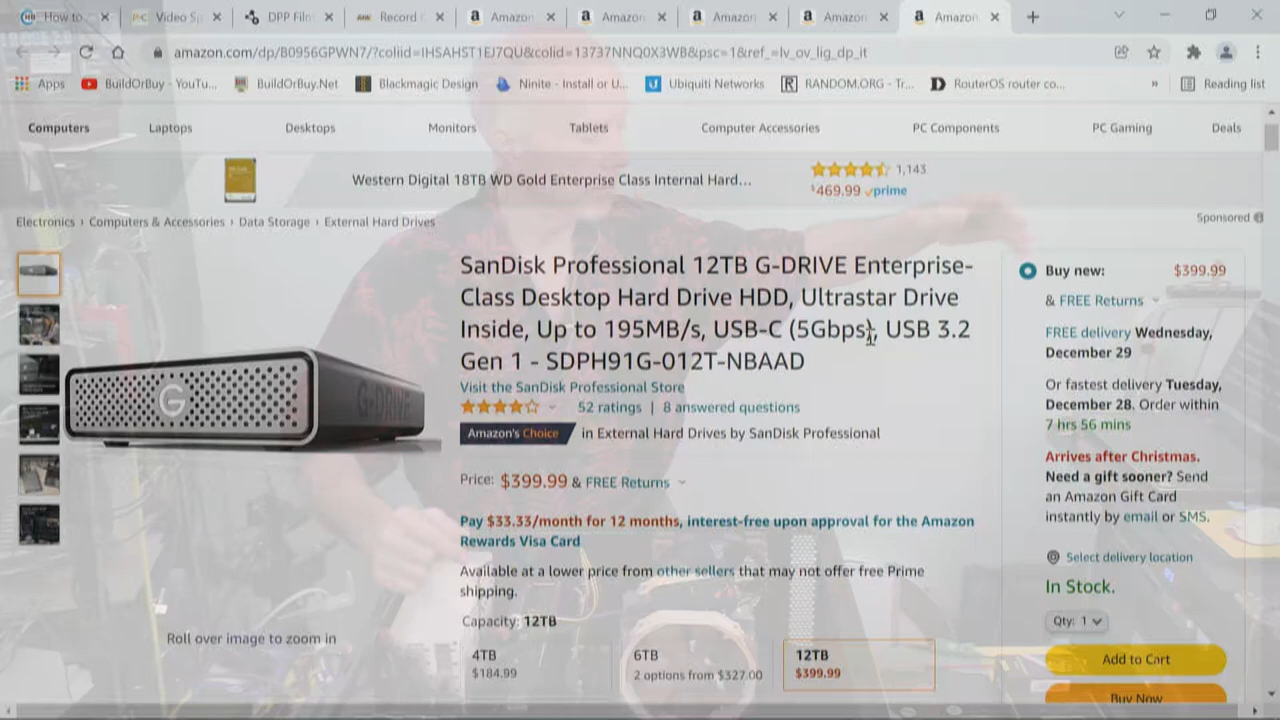 How to
Video Sp
DPP Film
Record
Amazon
Amazon
Amazon
Amazon
Amazon
amazon.com/dp/B0956GPWN7/?coliid=IHSAHST1EJ7QU&colid=13737NNQ0X3WB&psc=1&ref_=lv_ov_lig_dp_it
Apps
BuildOrBuy - YouTu...
BuildOrBuy.Net
Blackmagic Design
Ninite - Install or U...
Ubiquiti Networks
RANDOM.ORG - Tr...
RouterOS router co...
»
Reading list
Computers
Laptops
Desktops
Monitors
Tablets
Computer Accessories
PC Components
PC Gaming
Deals
Western Digital 18TB WD Gold Enterprise Class Internal Hard...
1,143
$469.99 prime
Sponsored
Electronics › Computers & Accessories › Data Storage › External Hard Drives
SanDisk Professional 12TB G-DRIVE Enterprise-
Class Desktop Hard Drive HDD, Ultrastar Drive
Inside, Up to 195MB/s, USB-C (5Gbps), USB 3.2
Gen 1 - SDPH91G-012T-NBAAD
Visit the SanDisk Professional Store
52 ratings | 8 answered questions
Amazon's Choice in External Hard Drives by SanDisk Professional
Price: $399.99 & FREE Returns
Pay $33.33/month for 12 months, interest-free upon approval for the Amazon
Rewards Visa Card
Available at a lower price from other sellers that may not offer free Prime
shipping.
Capacity: 12TB
4TB
$184.99
6TB
2 options from $327.00
12TB
$399.99
G
G-DRIVE
Roll over image to zoom in
Buy new: $399.99
& FREE Returns
FREE delivery Wednesday,
December 29
Or fastest delivery Tuesday,
December 28. Order within
7 hrs 56 mins
Arrives after Christmas.
Need a gift sooner? Send
an Amazon Gift Card
instantly by email or SMS.
Select delivery location
In Stock.
Qty: 1
Add to Cart
Buy Now